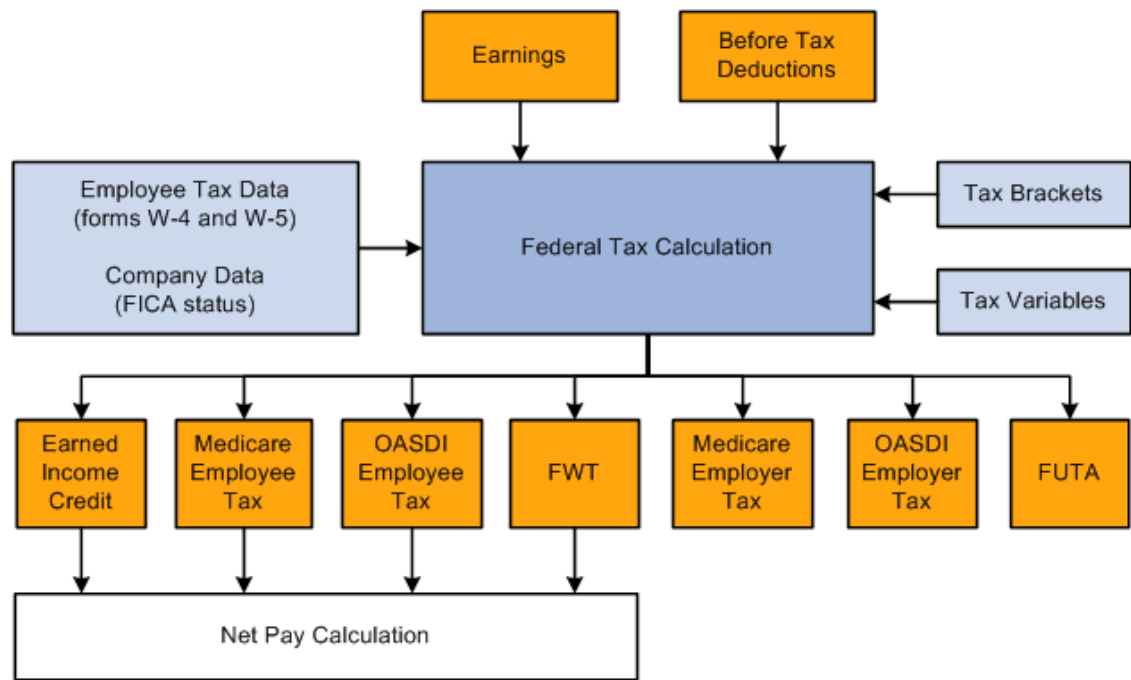 Earnings
Before Tax
Deductions
Employee Tax Data
(forms W-4 and W-5)
Company Data
(FICA status)
Federal Tax Calculation
Tax Brackets
Tax Variables
Earned
Income
Credit
Medicare
Employee
Tax
OASDI
Employee
Tax
FWT
Medicare
Employer
Tax
OASDI
Employer
Tax
FUTA
Net Pay Calculation